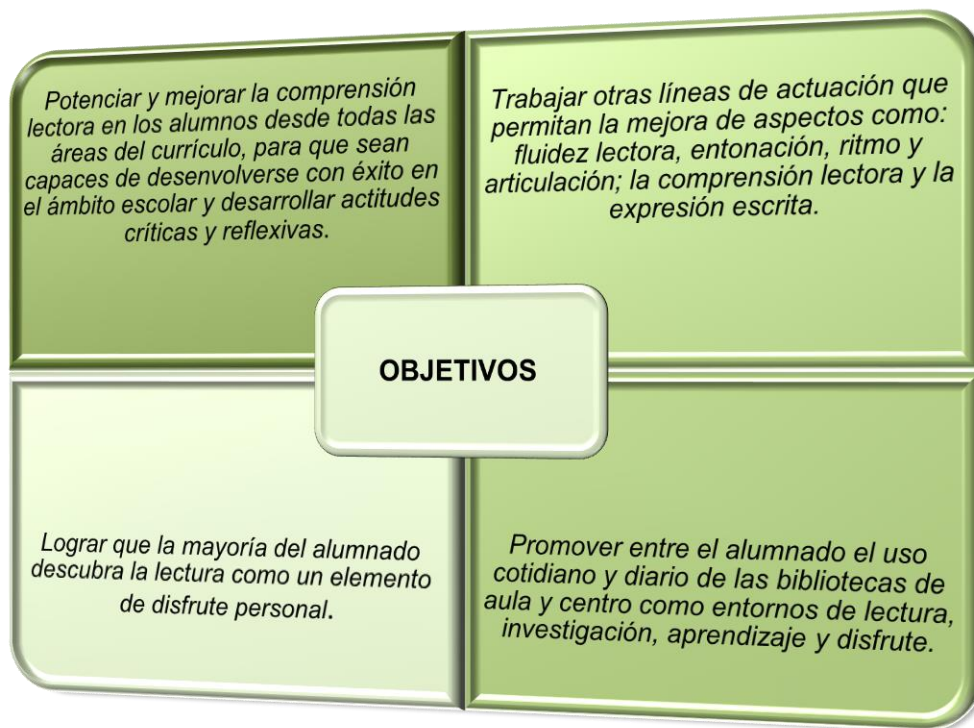 Potenciar y mejorar la comprensión
lectora en los alumnos desde todas las
áreas del currículo, para que sean
capaces de desenvolverse con éxito en
el ámbito escolar y desarrollar actitudes
críticas y reflexivas.
Trabajar otras líneas de actuación que
permitan la mejora de aspectos como:
fluidez lectora, entonación, ritmo y
articulación; la comprensión lectora y la
expresión escrita.
OBJETIVOS
Lograr que la mayoría del alumnado
descubra la lectura como un elemento
de disfrute personal.
Promover entre el alumnado el uso
cotidiano y diario de las bibliotecas de
aula y centro como entornos de lectura,
investigación, aprendizaje y disfrute.